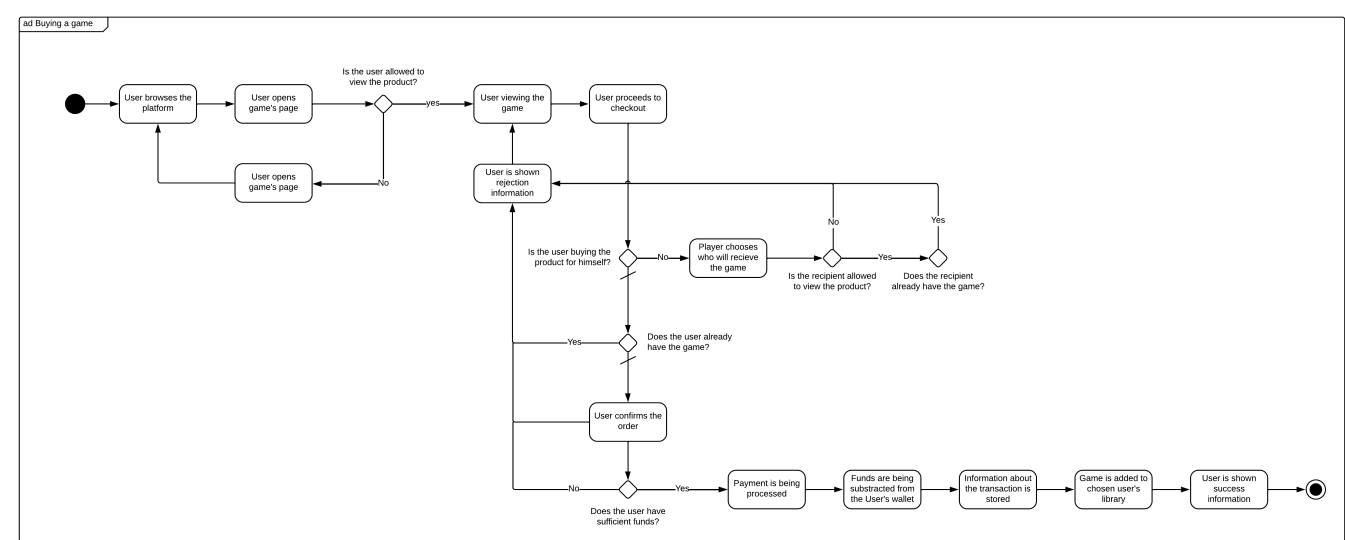 ad Buying a game
Is the user allowed to
view the product?
User browses the
platform
User opens
game's page
yes
User viewing the
game
User proceeds to
checkout
User opens
game's page
No
User is shown
rejection
information
No
Yes
Is the user buying the
product for himself?
No
Player chooses
who will recieve
the game
Yes
Is the recipient allowed
to view the product?
Does the recipient
already have the game?
Yes
Does the user already
have the game?
User confirms the
order
No
Yes
Does the user have
sufficient funds?
Payment is being
processed
Funds are being
substracted from
the User's wallet
Information about
the transaction is
stored
Game is added to
chosen user's
library
User is shown
success
information